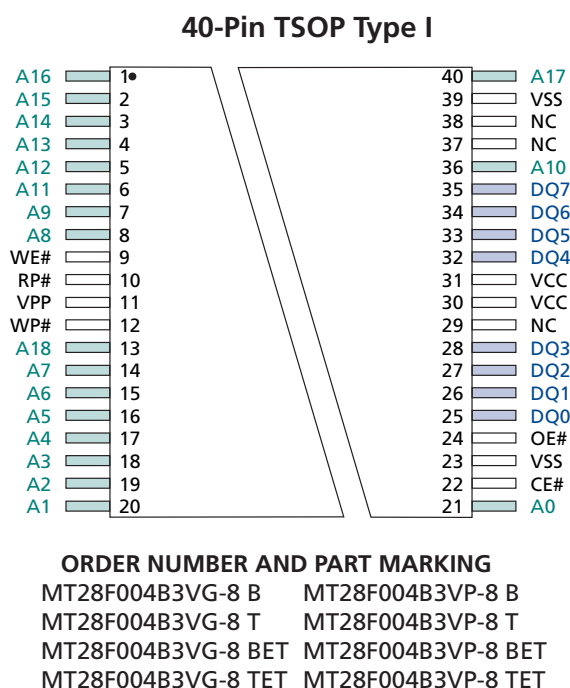 40-Pin TSOP Type I
A16 1 40 A17
A15 2 39 VSS
A14 3 38 NC
A13 4 37 NC
A12 5 36 A10
A11 6 35 DQ7
A9 7 34 DQ6
A8 8 33 DQ5
WE# 9 32 DQ4
RP# 10 31 VCC
VPP 11 30 VCC
WP# 12 29 NC
A18 13 28 DQ3
A7 14 27 DQ2
A6 15 26 DQ1
A5 16 25 DQ0
A4 17 24 OE#
A3 18 23 VSS
A2 19 22 CE#
A1 20 21 A0
ORDER NUMBER AND PART MARKING
MT28F004B3VG-8 B MT28F004B3VP-8 B
MT28F004B3VG-8 T MT28F004B3VP-8 T
MT28F004B3VG-8 BET MT28F004B3VP-8 BET
MT28F004B3VG-8 TET MT28F004B3VP-8 TET